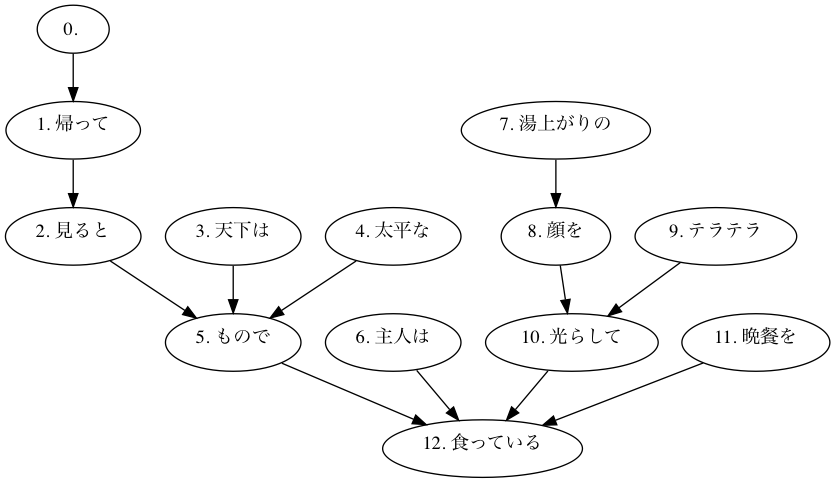 0.
1. 帰って
7. 湯上がりの
2. 見ると
3. 天下は
4. 太平な
8. 顔を
9. テラテラ
5. もので
6. 主人は
10. 光らして
11. 晩餐を
12. 食っている